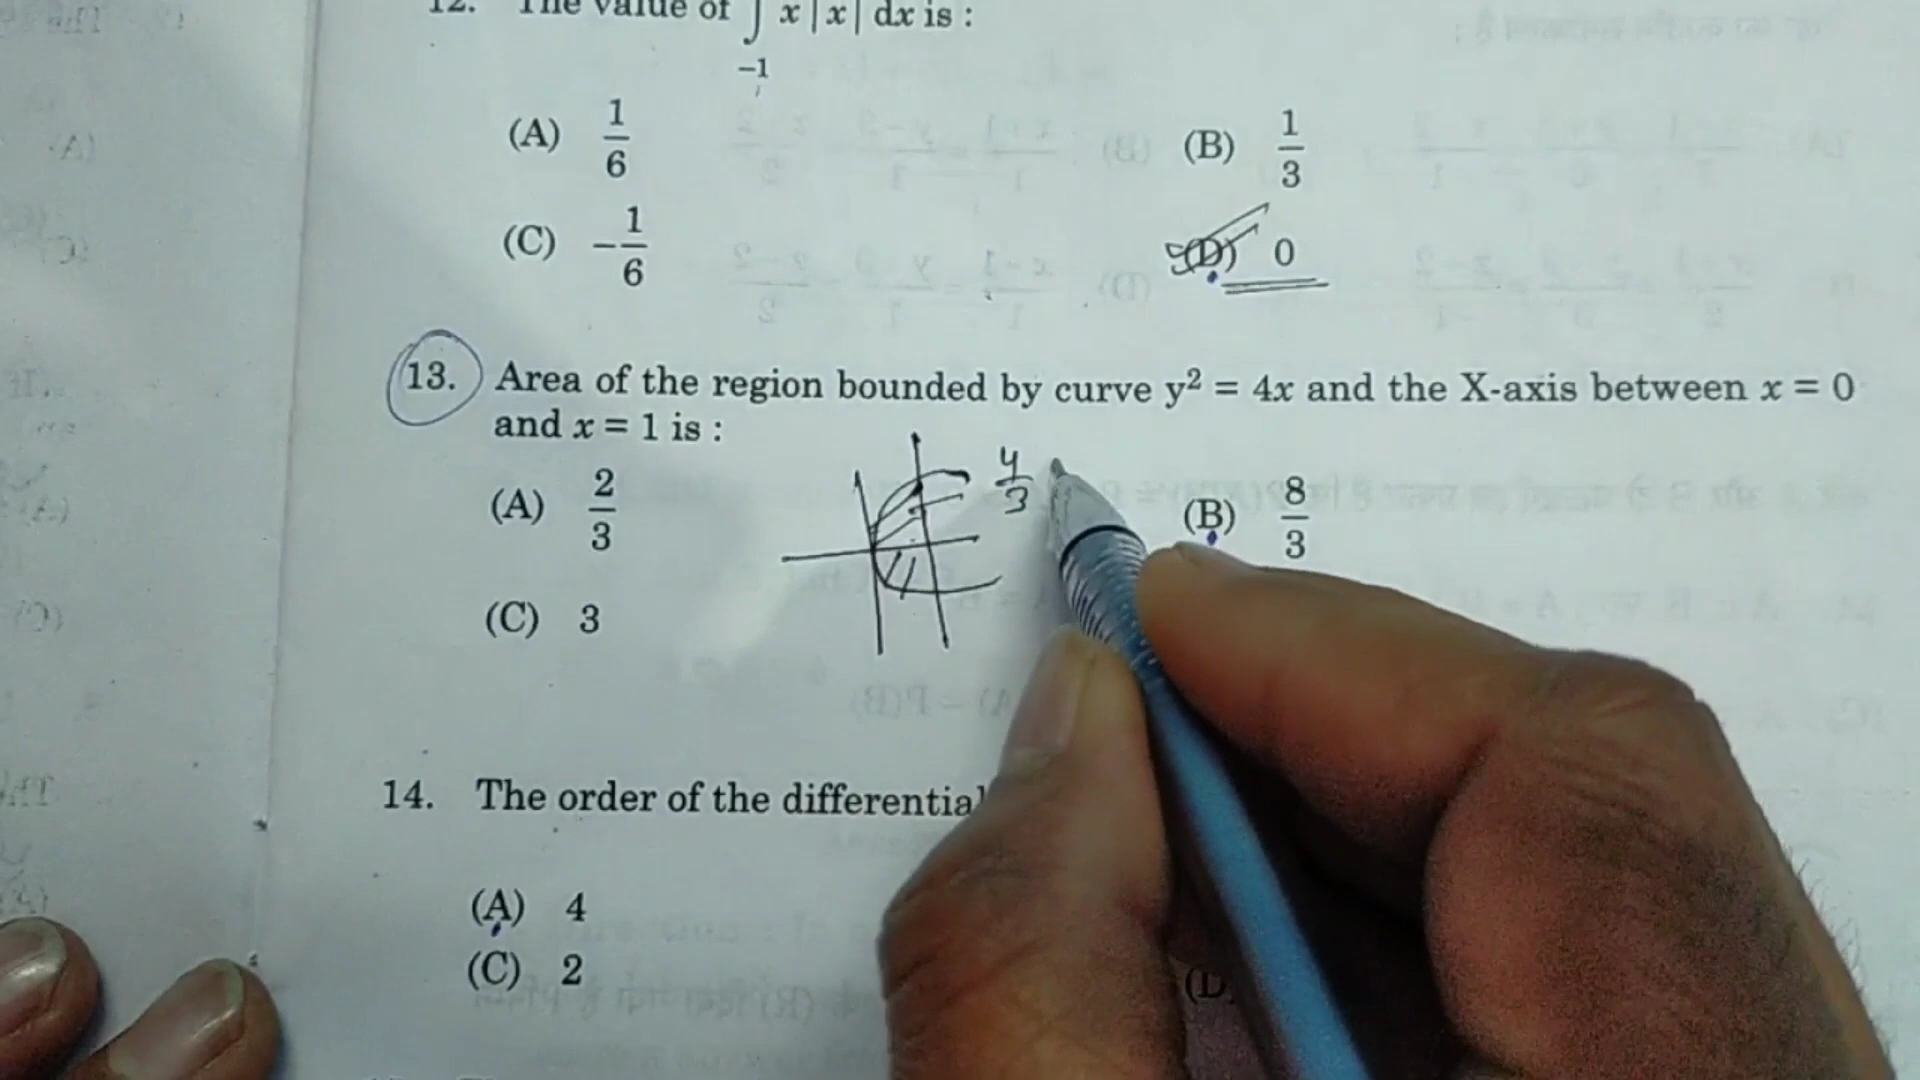 12. The value of ∫ x | x | dx is :
-1
(A) 1/6
(B) 1/3
(C) -1/6
(D) 0
13. Area of the region bounded by curve y² = 4x and the X-axis between x = 0
and x = 1 is :
4/3
(A) 2/3
(B) 8/3
(C) 3
14. The order of the differential
(A) 4
(C) 2
(D